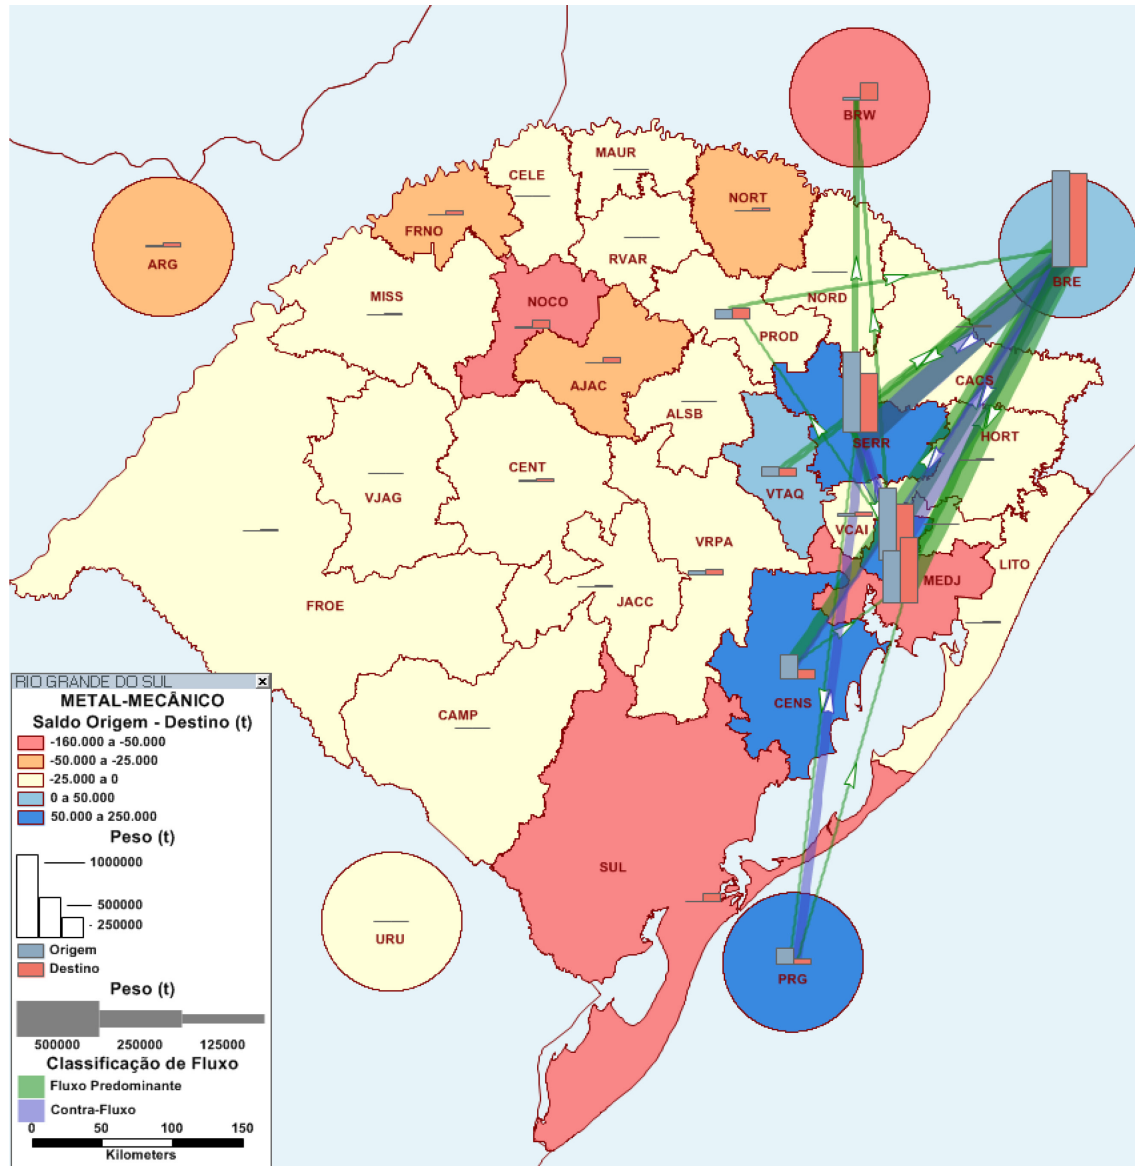 BRW
MAUR
CELE
NORT
FRNO
ARG
RVAR
BRE
MISS
NOCO
NORD
PROD
AJAC
CACS
ALSB
SERR
HORT
CENT
VJAG
VTAQ
VCAI
VRPA
LITO
MEDJ
FROE
JACC
CENS
CAMP
SUL
URU
PRG
RIO GRANDE DO SUL
METAL-MECÂNICO
Saldo Origem - Destino (t)
-160.000 a -50.000
-50.000 a -25.000
-25.000 a 0
0 a 50.000
50.000 a 250.000
Peso (t)
1000000
500000
250000
Origem
Destino
Peso (t)
500000 250000 125000
Classificação de Fluxo
Fluxo Predominante
Contra-Fluxo
0 50 100 150
Kilometers